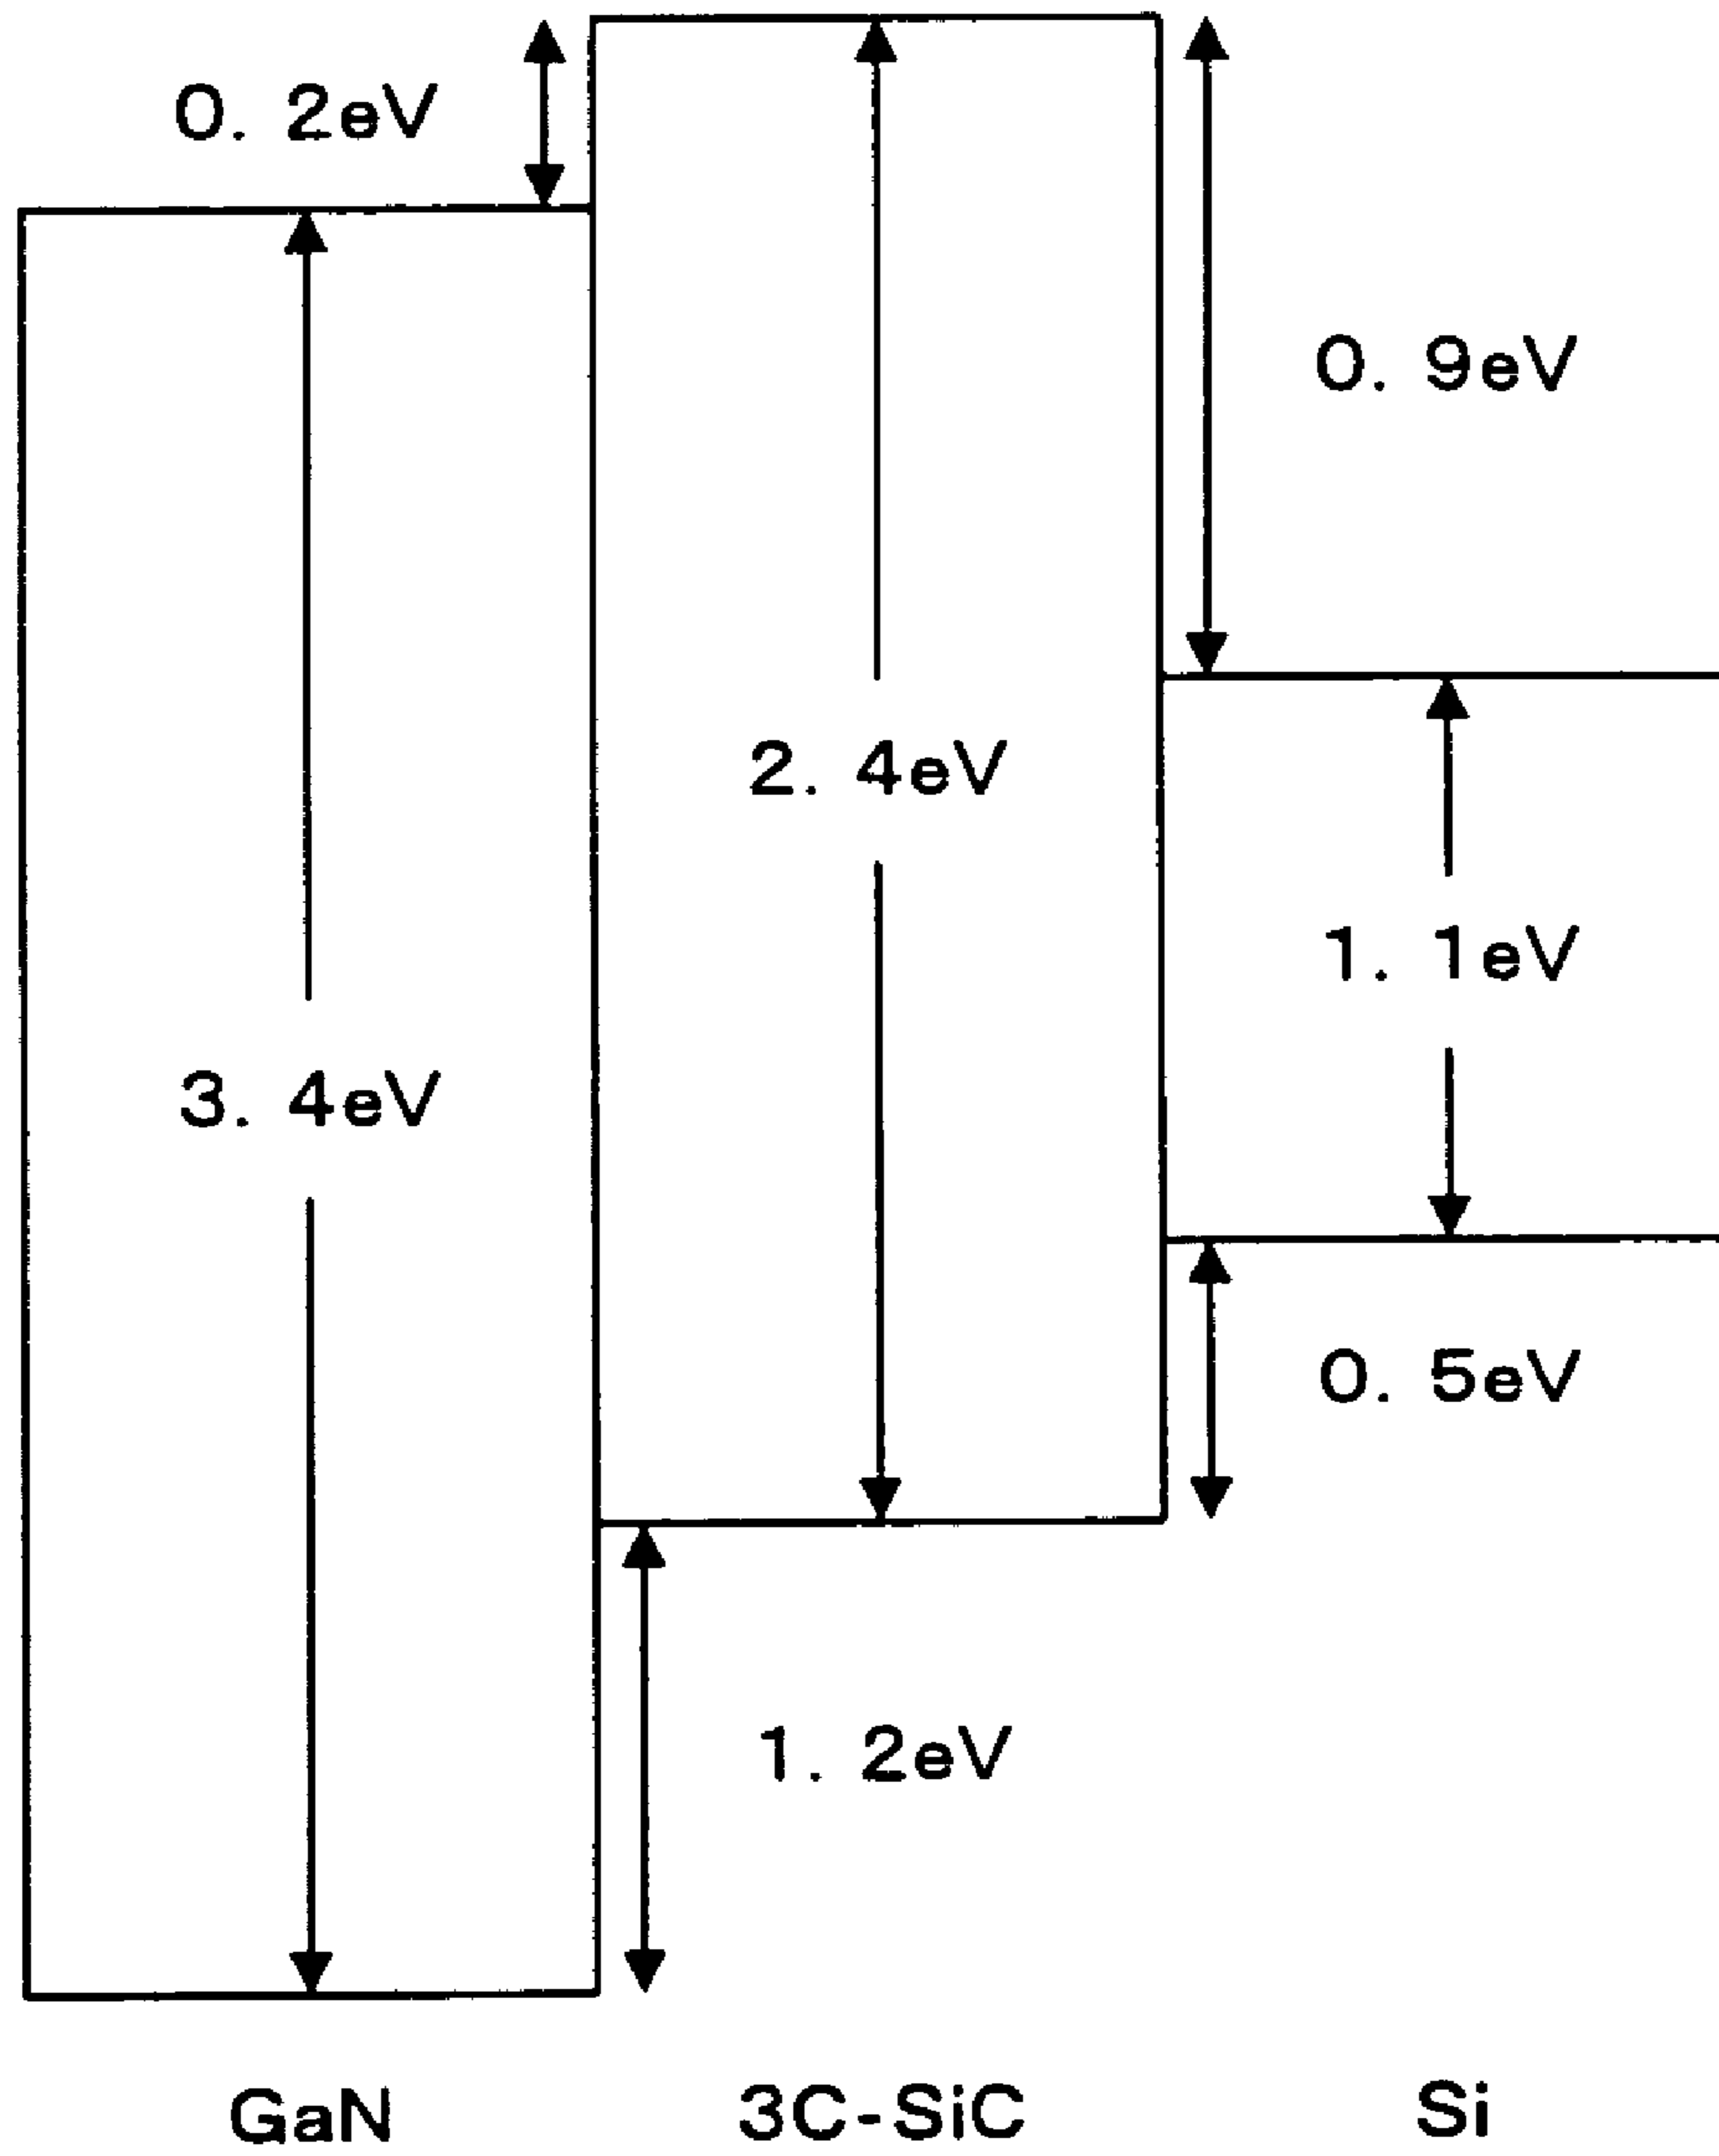 0. 2eV
0. 9eV
2. 4eV
1. 1eV
3. 4eV
0. 5eV
1. 2eV
GaN 3C-SiC Si